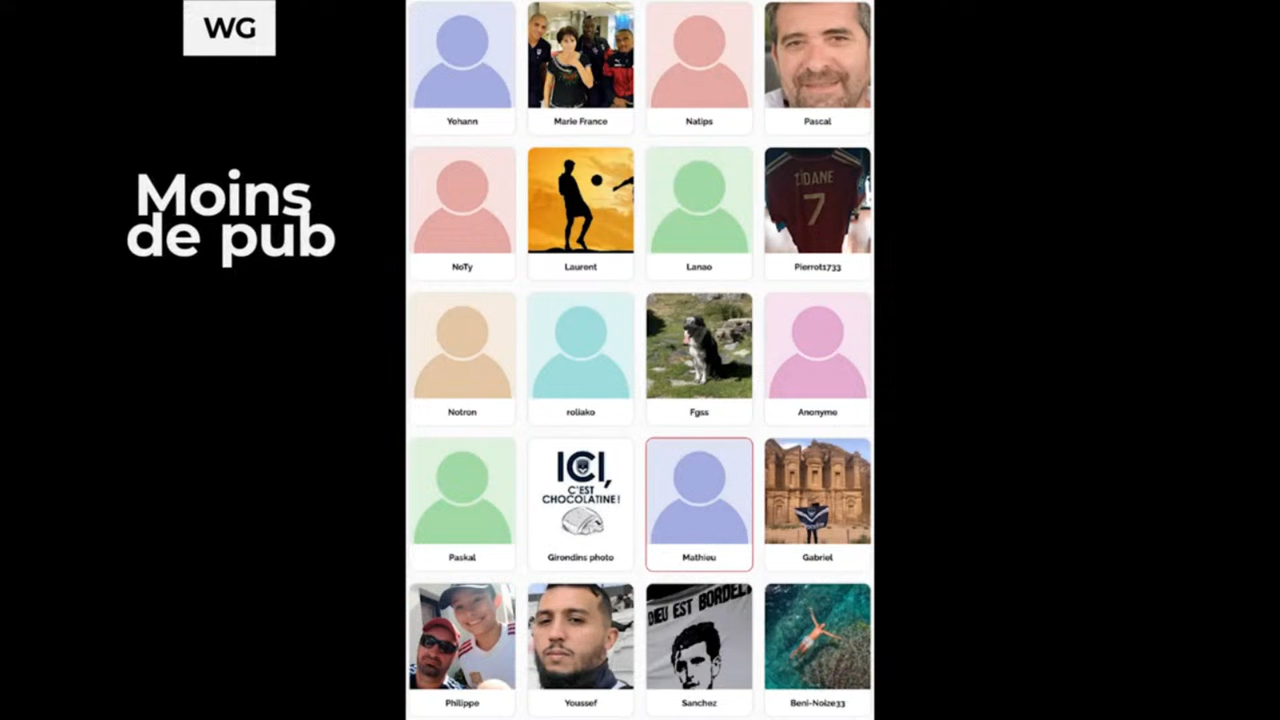 WG
Moins
de pub
Yohann
Marie France
Natips
Pascal
ZIDANE
7
NoTy
Laurent
Lanao
Pierrot1733
Notron
roliako
Fgss
Anonyme
ICI,
C'EST
CHOCOLATINE!
Paskal
Girondins photo
Mathieu
Gabriel
DIEU EST BORDEL
Philippe
Youssef
Sanchez
Beni-Noize33